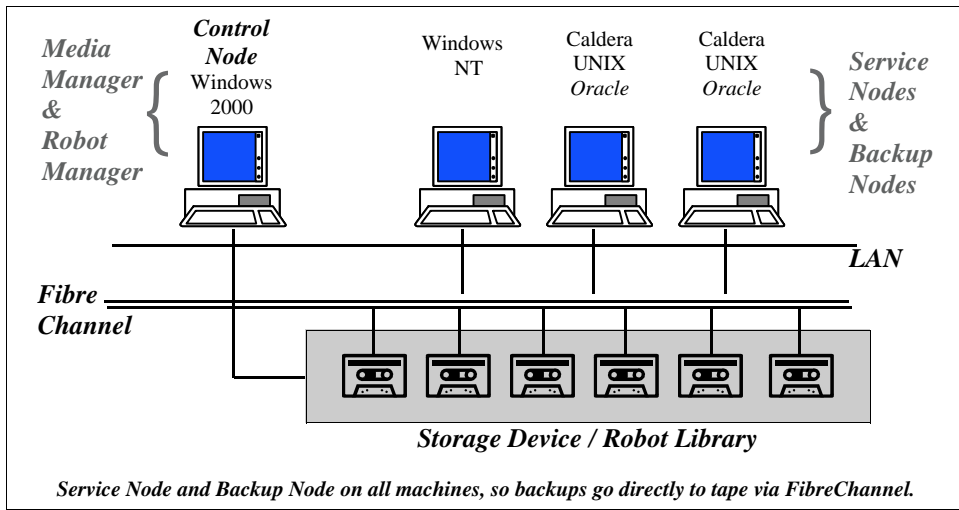 Media
Manager
&
Robot
Manager
Control
Node
Windows
2000
Windows
NT
Caldera
UNIX
Oracle
Caldera
UNIX
Oracle
Service
Nodes
&
Backup
Nodes
LAN
Fibre
Channel
Storage Device / Robot Library
Service Node and Backup Node on all machines, so backups go directly to tape via FibreChannel.